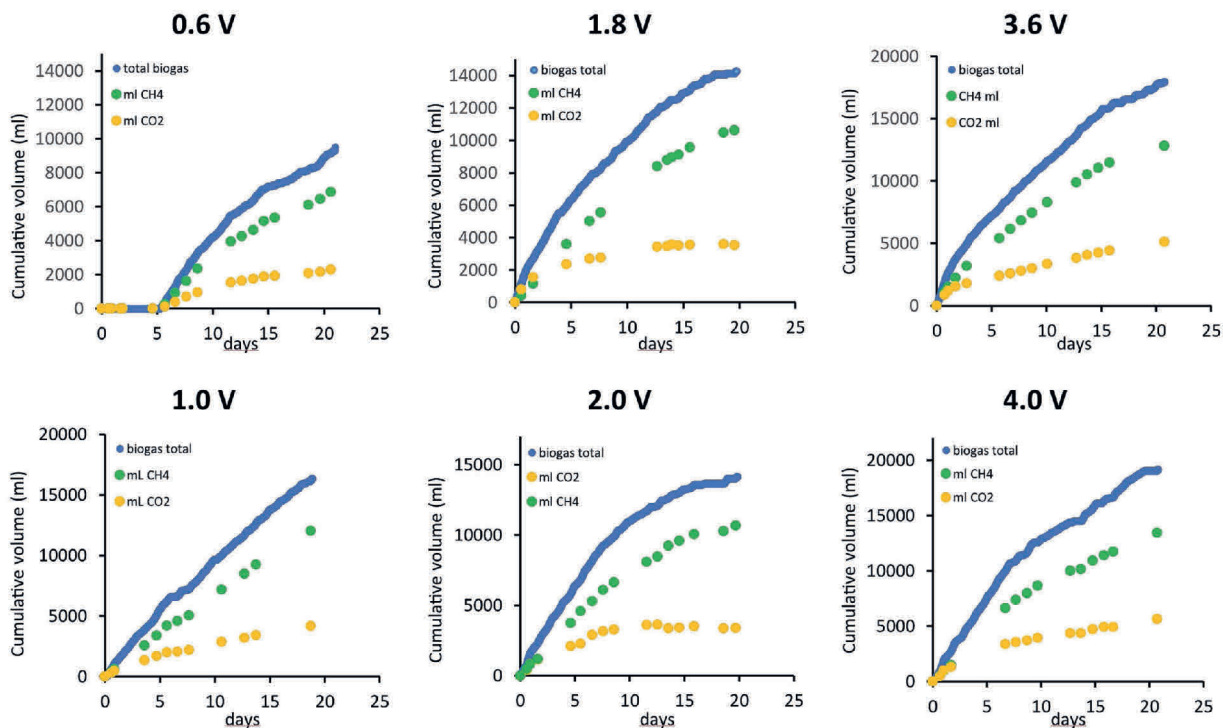 0.6 V
14000
12000
10000
8000
6000
4000
2000
0
Cumulative volume (ml)
total biogas
ml CH4
ml CO2
0 5 10 15 20 25
days
1.8 V
14000
12000
10000
8000
6000
4000
2000
0
Cumulative volume (ml)
biogas total
ml CH4
ml CO2
0 5 10 15 20 25
days
3.6 V
20000
15000
10000
5000
0
Cumulative volume (ml)
biogas total
CH4 ml
CO2 ml
0 5 10 15 20 25
days
1.0 V
20000
15000
10000
5000
0
Cumulative volume (ml)
biogas total
mL CH4
mL CO2
0 5 10 15 20 25
days
2.0 V
15000
10000
5000
0
Cumulative volume (ml)
biogas total
ml CO2
ml CH4
0 5 10 15 20 25
days
4.0 V
20000
15000
10000
5000
0
Cumulative volume (ml)
biogas total
ml CH4
ml CO2
0 5 10 15 20 25
days